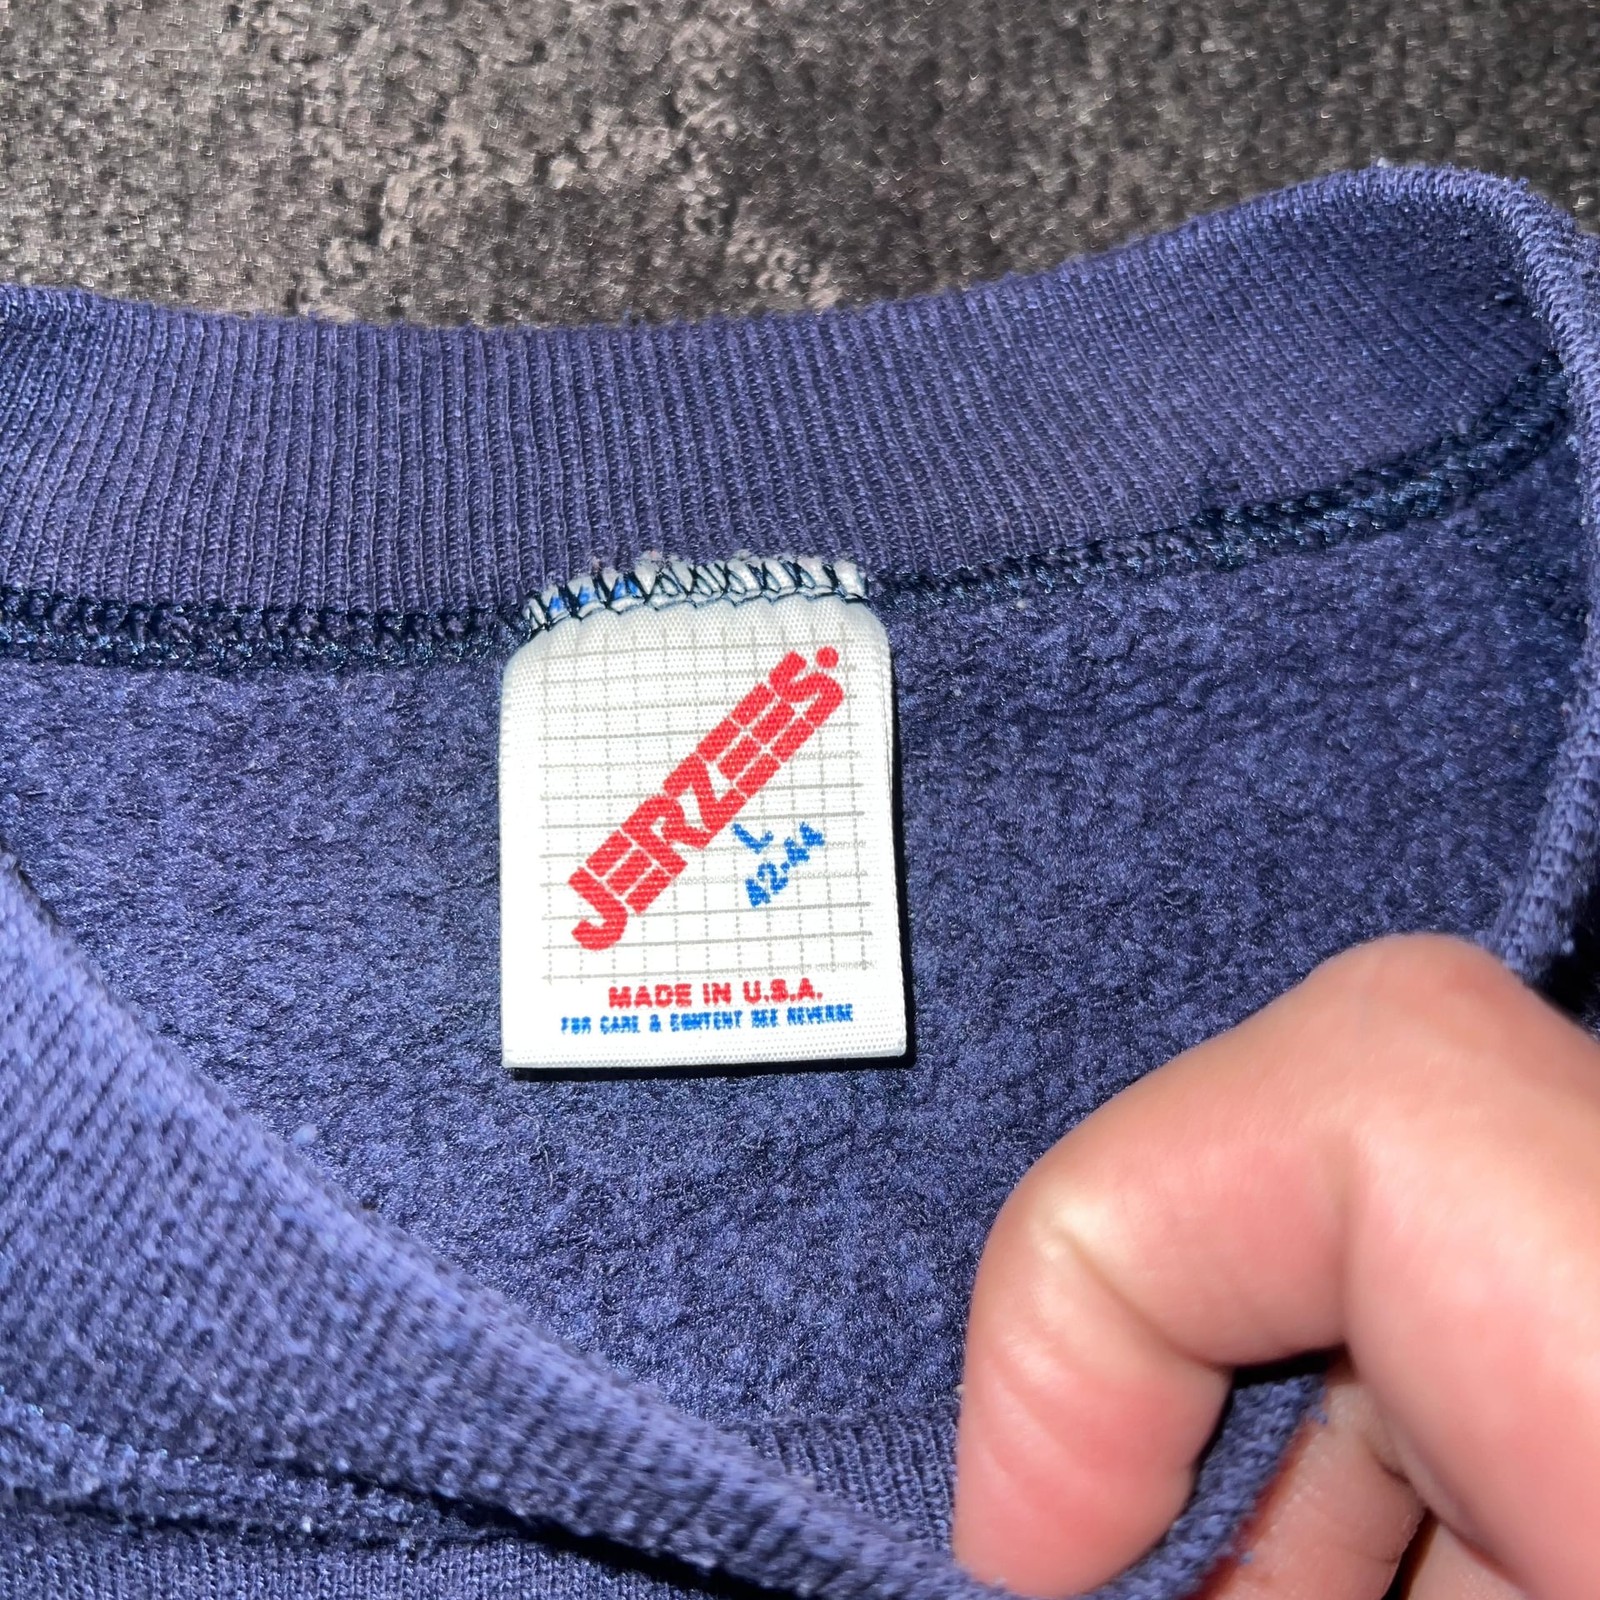 JERZEES
L
42-44
MADE IN U.S.A.
FOR CARE & CONTENT SEE REVERSE